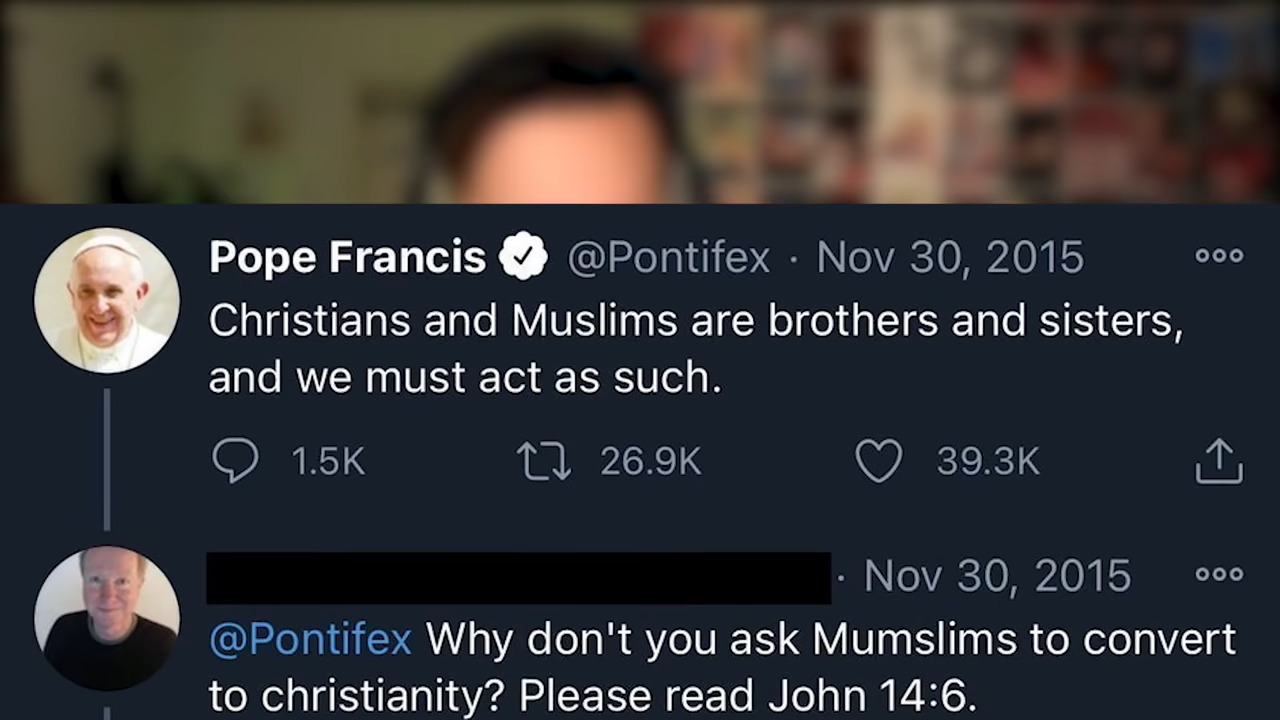 Pope Francis @Pontifex · Nov 30, 2015
Christians and Muslims are brothers and sisters,
and we must act as such.
1.5K 26.9K 39.3K
· Nov 30, 2015
@Pontifex Why don't you ask Mumslims to convert
to christianity? Please read John 14:6.